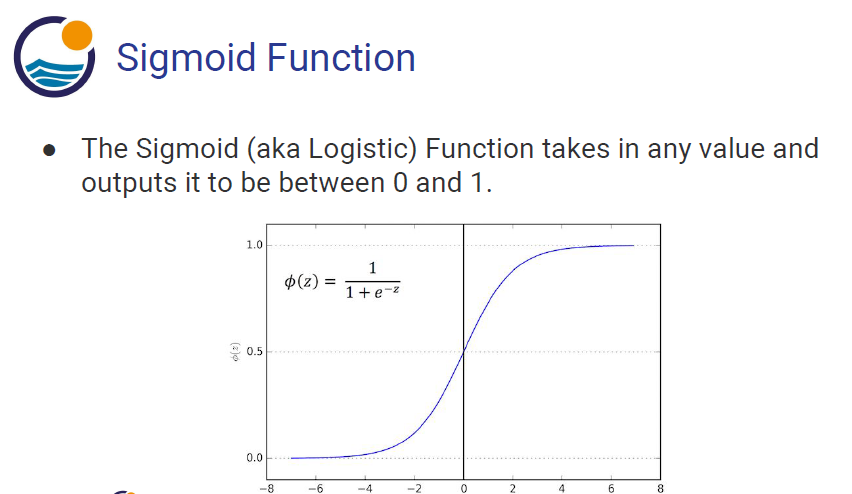 Sigmoid Function
● The Sigmoid (aka Logistic) Function takes in any value and
outputs it to be between 0 and 1.
1.0
ϕ(z) = 1 / 1 + e^−z
ϕ(z)
0.5
0.0
−8 −6 −4 −2 0 2 4 6 8